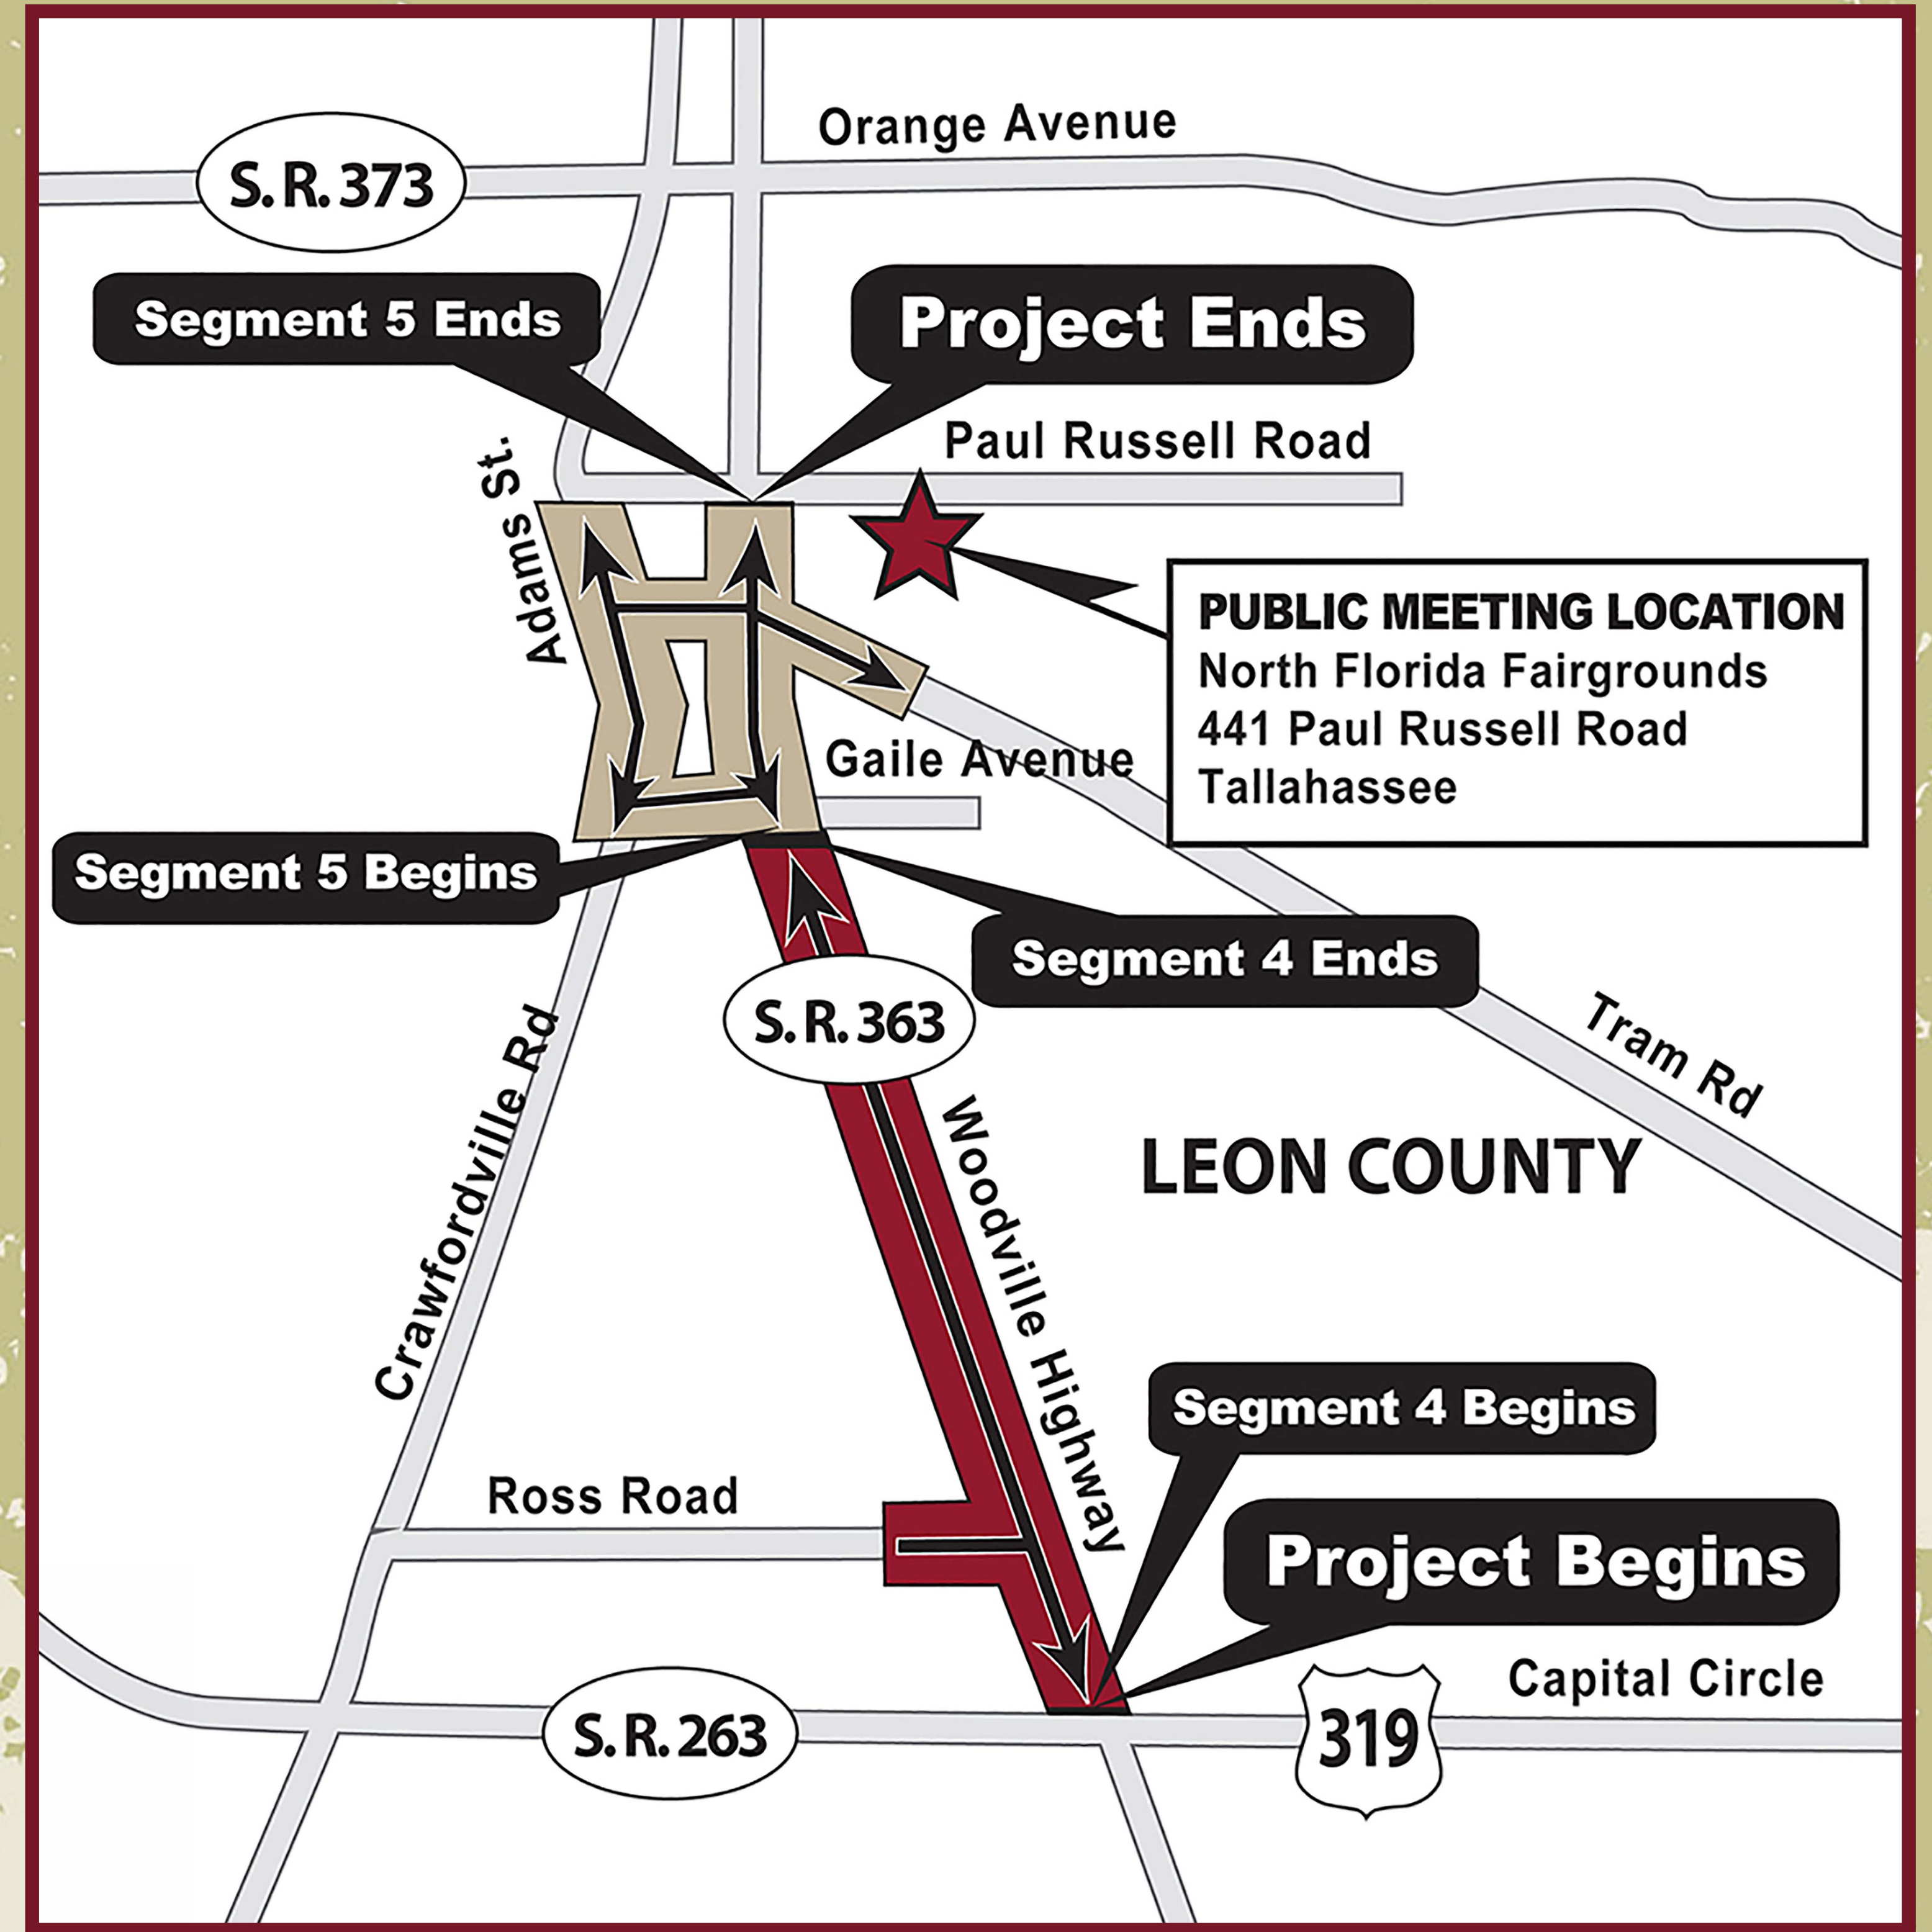 Orange Avenue
S. R. 373
Segment 5 Ends
Project Ends
Paul Russell Road
Adams St.
PUBLIC MEETING LOCATION
North Florida Fairgrounds
441 Paul Russell Road
Tallahassee
Gaile Avenue
Segment 5 Begins
Segment 4 Ends
S. R. 363
Tram Rd
Crawfordville Rd
Woodville Highway
LEON COUNTY
Segment 4 Begins
Ross Road
Project Begins
Capital Circle
S. R. 263
319